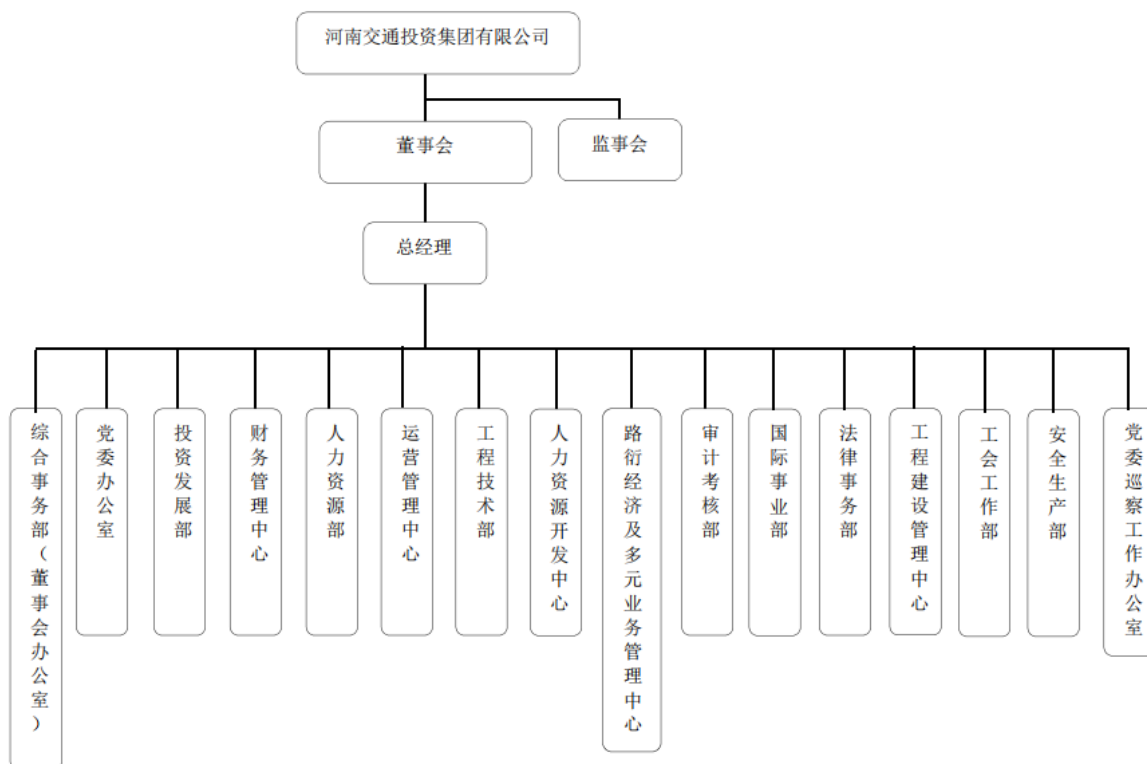 河南交通投资集团有限公司
董事会
监事会
总经理
综合事务部（董事会办公室）
党委办公室
投资发展部
财务管理中心
人力资源部
运营管理中心
工程技术部
人力资源开发中心
路衍经济及多元业务管理中心
审计考核部
国际事业部
法律事务部
工程建设管理中心
工会工作部
安全生产部
党委巡察工作办公室